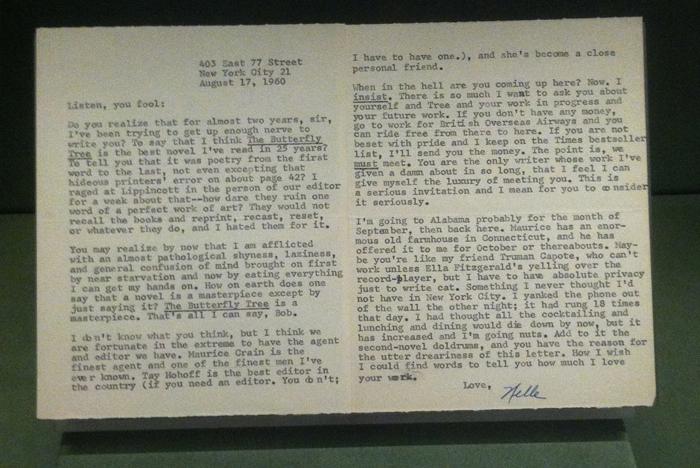 403 East 77 Street
New York City 21
August 17, 1960
Listen, you fool:
Do you realize that for almost two years, sir,
I've been trying to get up enough nerve to
write you? To say that I think The Butterfly
Tree is the best novel I've read in 25 years?
To tell you that it was poetry from the first
word to the last, not even excepting that
hideous printers' error on about page 42? I
raged at Lippincott in the person of our editor
for a week about that--how dare they ruin one
word of a perfect work of art? They would not
recall the books and reprint, recast, reset,
or whatever they do, and I hated them for it.
You may realize by now that I am afflicted
with an almost pathological shyness, laziness,
and general confusion of mind brought on first
by near starvation and now by eating everything
I can get my hands on. How on earth does one
say that a novel is a masterpiece except by
just saying it? The Butterfly Tree is a
masterpiece. That's all I can say, Bob.
I don't know what you think, but I think we
are fortunate in the extreme to have the agent
and editor we have. Maurice Crain is the
finest agent and one of the finest men I've
ever known. Tay Hohoff is the best editor in
the country (if you need an editor. You don't;
I have to have one.), and she's become a close
personal friend.
When in the hell are you coming up here? Now. I
insist. There is so much I want to ask you about
yourself and Tree and your work in progress and
your future work. If you don't have any money,
go to work for British Overseas Airways and you
can ride free from there to here. If you are not
beset with pride and I keep on the Times bestseller
list, I'll send you the money. The point is, we
must meet. You are the only writer whose work I've
given a damn about in so long, that I feel I can
give myself the luxury of meeting you. This is
a serious invitation and I mean for you to consider
it seriously.
I'm going to Alabama probably for the month of
September, then back here. Maurice has an enor-
mous old farmhouse in Connecticut, and he has
offered it to me for October or thereabouts. May-
be you're like my friend Truman Capote, who can't
work unless Ella Fitzgerald's yelling over the
record-player, but I have to have absolute privacy
just to write cat. Something I never thought I'd
not have in New York City. I yanked the phone out
of the wall the other night; it had rung 18 times
that day. I had thought all the cocktailing and
lunching and dining would die down by now, but it
has increased and I'm going nuts. Add to it the
second-novel doldrums, and you have the reason for
the utter dreariness of this letter. How I wish
I could find words to tell you how much I love
your work.
Love,
Nelle